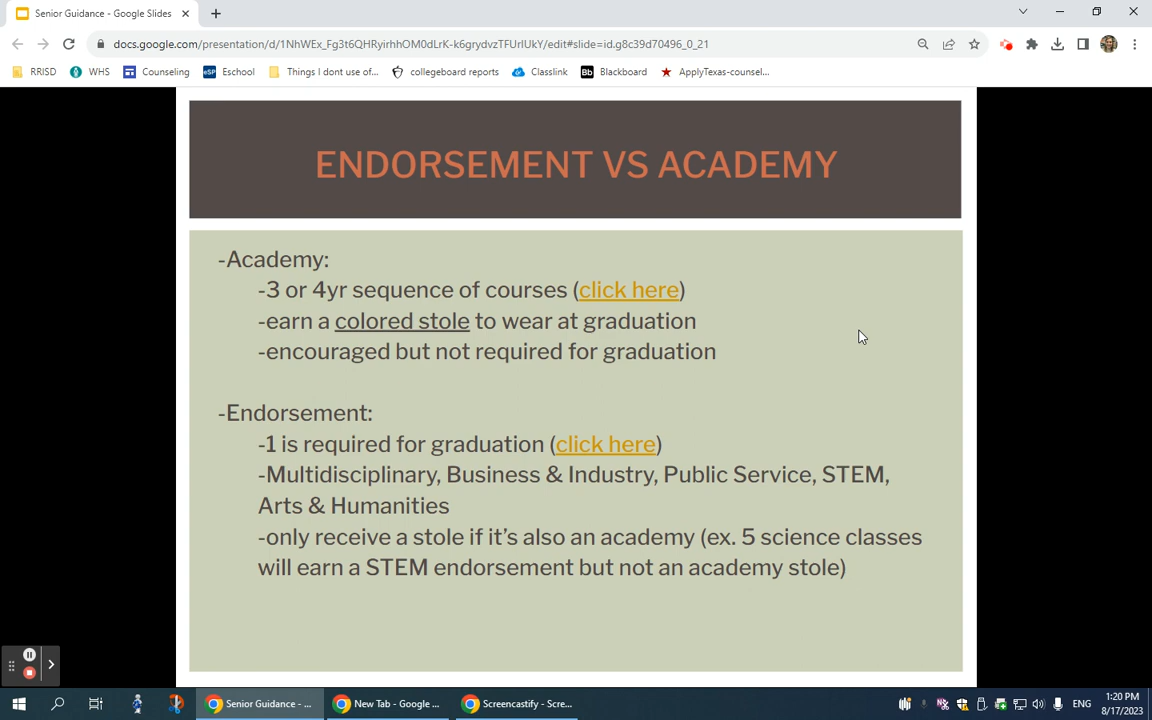 Senior Guidance - Google Slides
docs.google.com/presentation/d/1NhWEx_Fg3t6QHRyirhhOM0dLrK-k6grydvzTFUrlUkY/edit#slide=id.g8c39d70496_0_21
RRISD WHS Counseling eSP Eschool Things I dont use of... collegeboard reports Classlink Bb Blackboard ApplyTexas-counsel...
ENDORSEMENT VS ACADEMY
-Academy:
-3 or 4yr sequence of courses (click here)
-earn a colored stole to wear at graduation
-encouraged but not required for graduation
-Endorsement:
-1 is required for graduation (click here)
-Multidisciplinary, Business & Industry, Public Service, STEM,
Arts & Humanities
-only receive a stole if it's also an academy (ex. 5 science classes
will earn a STEM endorsement but not an academy stole)
Senior Guidance - ... New Tab - Google ... Screencastify - Scre... ENG
1:20 PM
8/17/2023